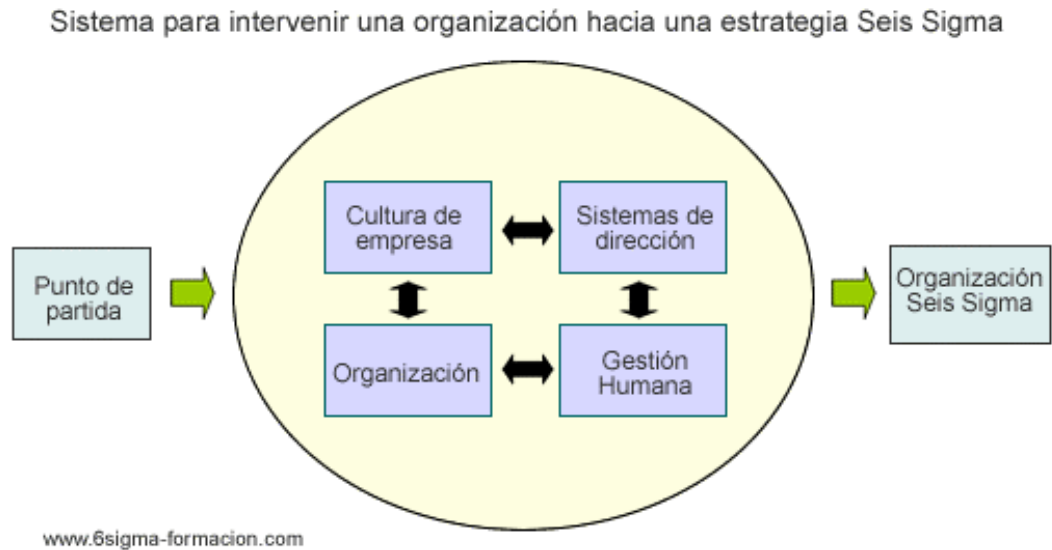 Sistema para intervenir una organización hacia una estrategia Seis Sigma
Cultura de
empresa
Sistemas de
dirección
Punto de
partida
Organización
Seis Sigma
Organización
Gestión
Humana
www.6sigma-formacion.com